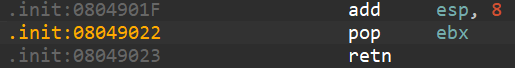 .init:0804901F add esp, 8
.init:08049022 pop ebx
.init:08049023 retn